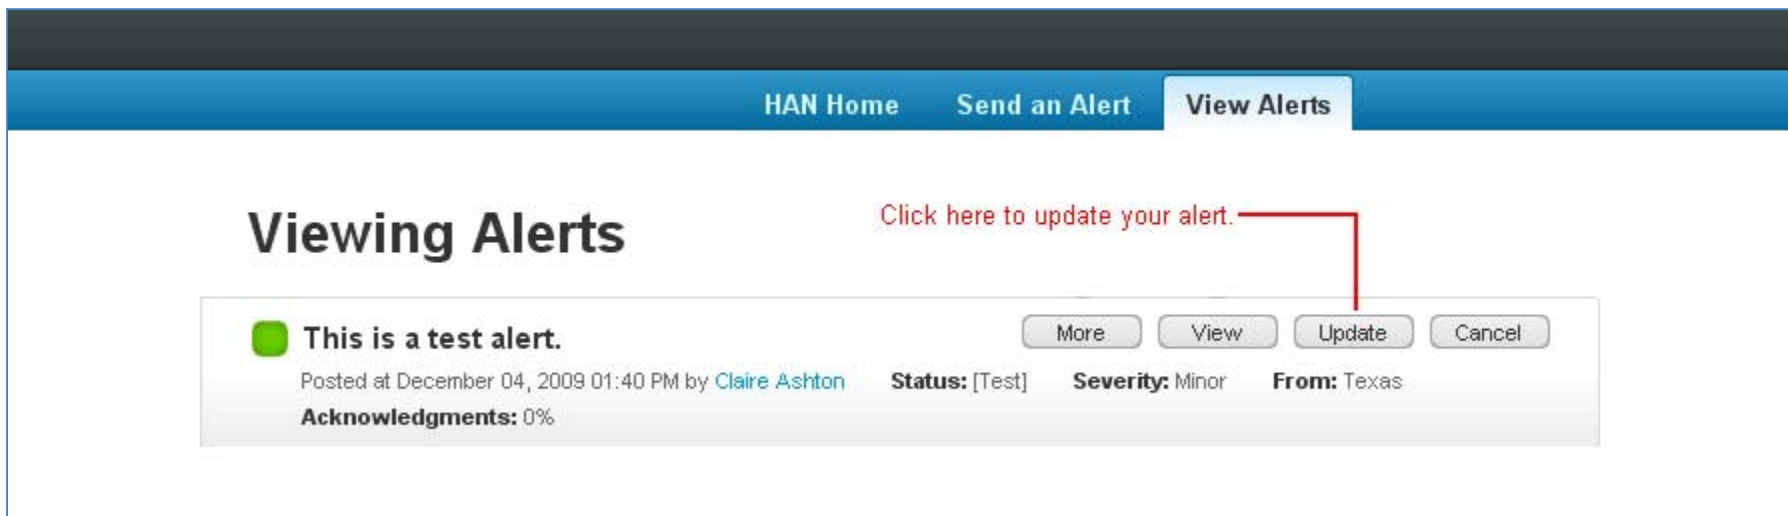 HAN Home Send an Alert View Alerts
Viewing Alerts
Click here to update your alert.
This is a test alert.
More View Update Cancel
Posted at December 04, 2009 01:40 PM by Claire Ashton Status: [Test] Severity: Minor From: Texas
Acknowledgments: 0%